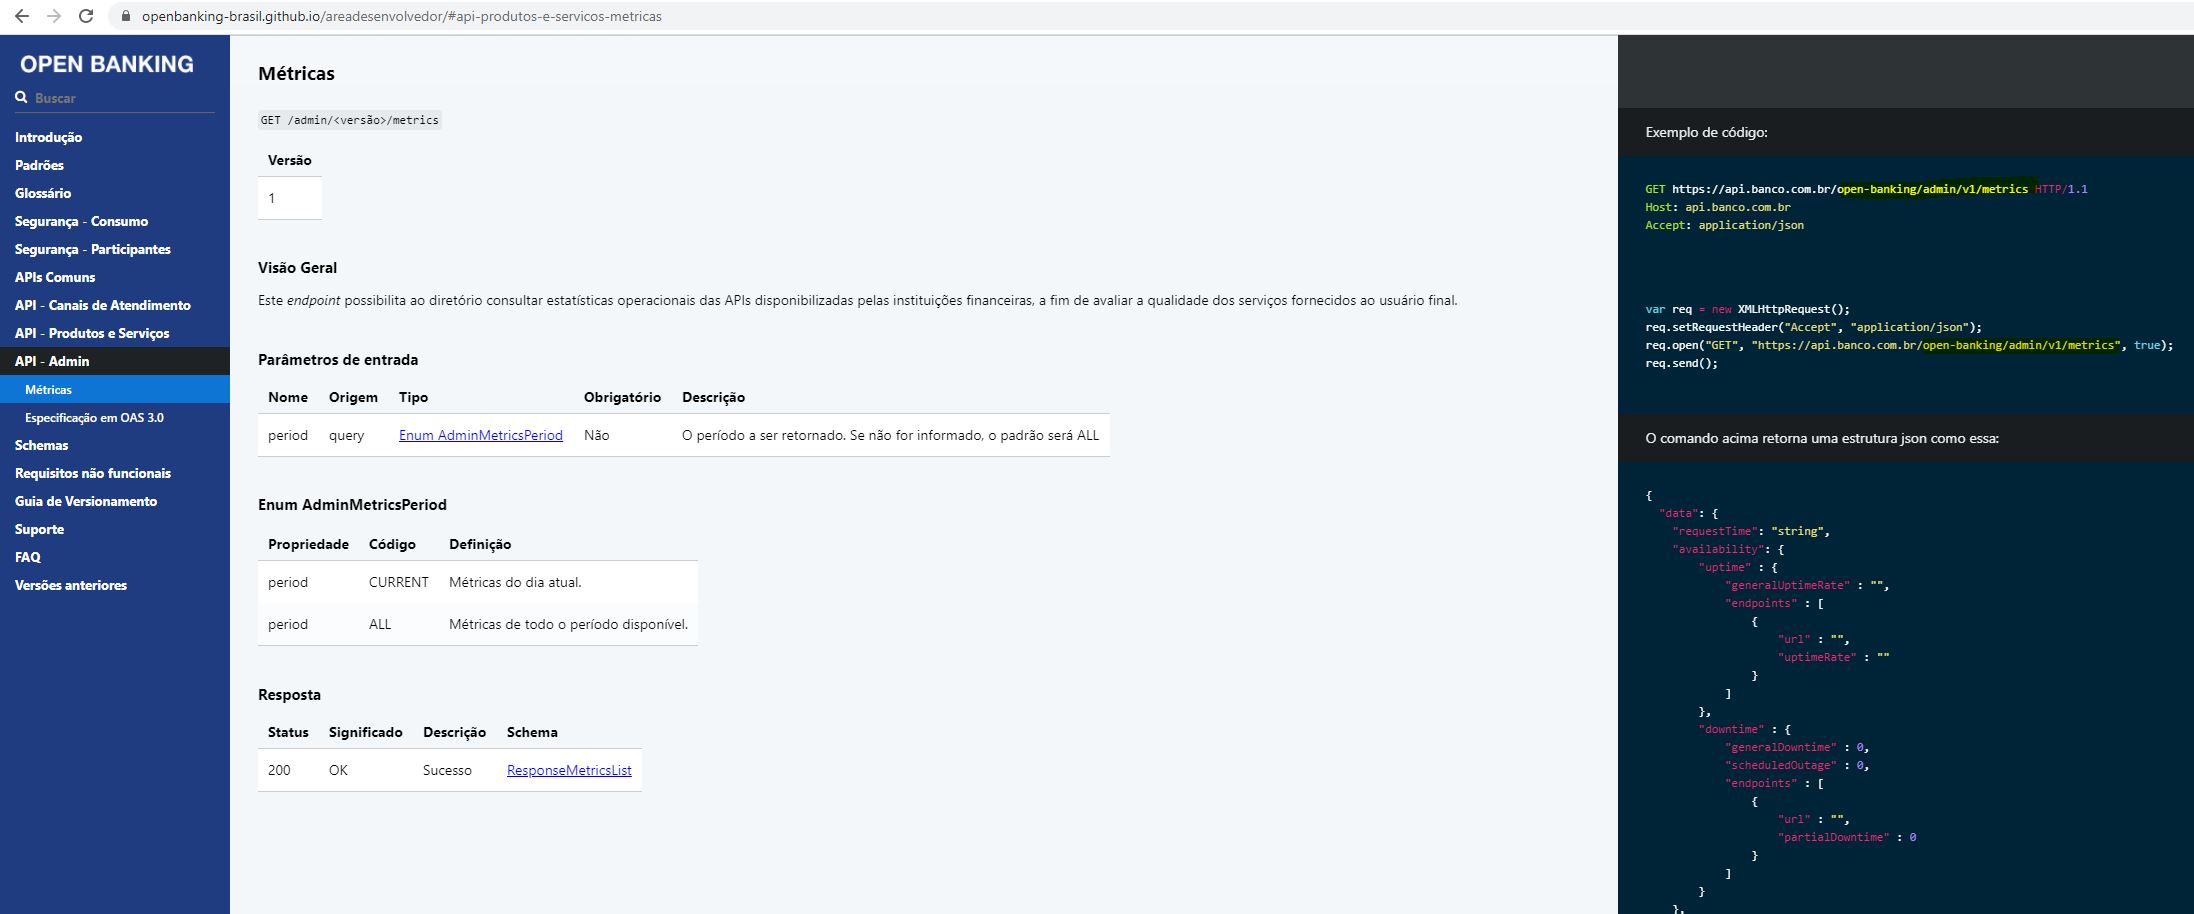 openbanking-brasil.github.io/areadesenvolvedor/#api-produtos-e-servicos-metricas
OPEN BANKING
Buscar
Introdução
Padrões
Glossário
Segurança - Consumo
Segurança - Participantes
APIs Comuns
API - Canais de Atendimento
API - Produtos e Serviços
API - Admin
Métricas
Especificação em OAS 3.0
Schemas
Requisitos não funcionais
Guia de Versionamento
Suporte
FAQ
Versões anteriores
Métricas
GET /admin/<versão>/metrics
Versão
1
Visão Geral
Este endpoint possibilita ao diretório consultar estatísticas operacionais das APIs disponibilizadas pelas instituições financeiras, a fim de avaliar a qualidade dos serviços fornecidos ao usuário final.
Parâmetros de entrada
Nome Origem Tipo Obrigatório Descrição
period query Enum AdminMetricsPeriod Não O período a ser retornado. Se não for informado, o padrão será ALL
Enum AdminMetricsPeriod
Propriedade Código Definição
period CURRENT Métricas do dia atual.
period ALL Métricas de todo o período disponível.
Resposta
Status Significado Descrição Schema
200 OK Sucesso ResponseMetricsList
Exemplo de código:
GET https://api.banco.com.br/open-banking/admin/v1/metrics HTTP/1.1
Host: api.banco.com.br
Accept: application/json
var req = new XMLHttpRequest();
req.setRequestHeader("Accept", "application/json");
req.open("GET", "https://api.banco.com.br/open-banking/admin/v1/metrics", true);
req.send();
O comando acima retorna uma estrutura json como essa:
{
"data": {
"requestTime": "string",
"availability": {
"uptime" : {
"generalUptimeRate" : "",
"endpoints" : [
{
"url" : "",
"uptimeRate" : ""
}
]
},
"downtime" : {
"generalDowntime" : 0,
"scheduledOutage" : 0,
"endpoints" : [
{
"url" : "",
"partialDowntime" : 0
}
]
}
},